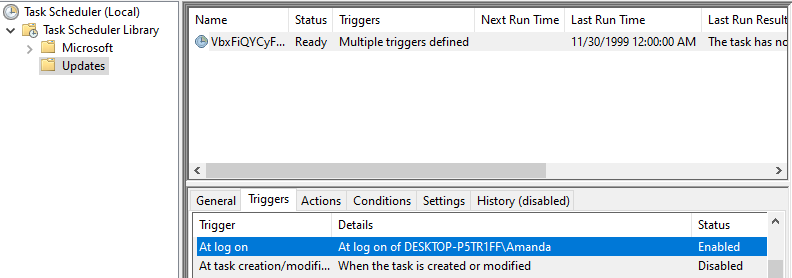 Task Scheduler (Local)
Task Scheduler Library
Microsoft
Updates
Name Status Triggers Next Run Time Last Run Time Last Run Result
VbxFiQYCyF... Ready Multiple triggers defined 11/30/1999 12:00:00 AM The task has no
General Triggers Actions Conditions Settings History (disabled)
Trigger Details Status
At log on At log on of DESKTOP-P5TR1FF\Amanda Enabled
At task creation/modifi... When the task is created or modified Disabled